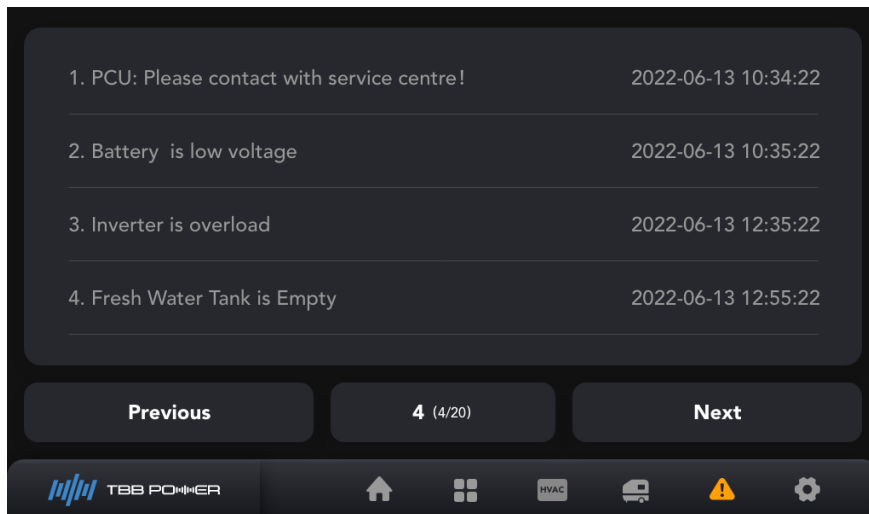 1. PCU: Please contact with service centre! 2022-06-13 10:34:22
2. Battery  is low voltage 2022-06-13 10:35:22
3. Inverter is overload 2022-06-13 12:35:22
4. Fresh Water Tank is Empty 2022-06-13 12:55:22
Previous 4 (4/20) Next
TBB POWER HVAC